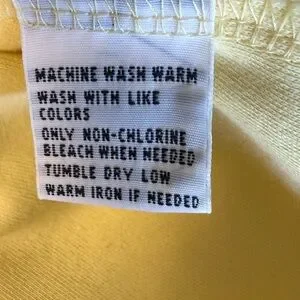 MACHINE WASH WARM
WASH WITH LIKE
COLORS
ONLY NON-CHLORINE
BLEACH WHEN NEEDED
TUMBLE DRY LOW
WARM IRON IF NEEDED